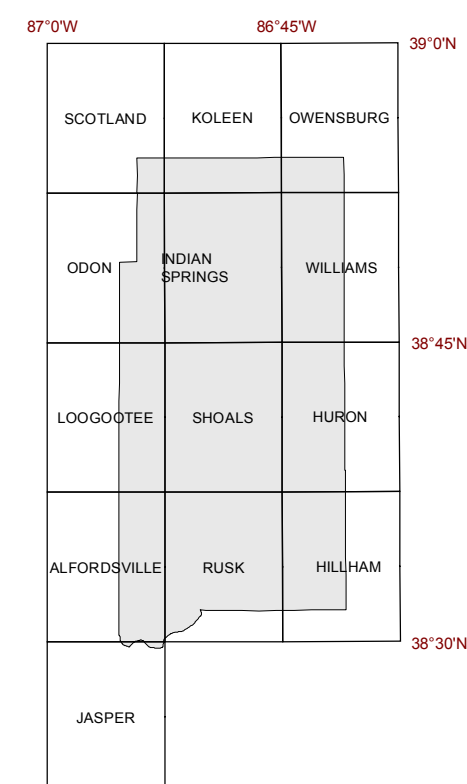 87°0'W 86°45'W
39°0'N
SCOTLAND KOLEEN OWENSBURG
ODON INDIAN SPRINGS WILLIAMS
38°45'N
LOOGOOTEE SHOALS HURON
ALFORDSVILLE RUSK HILLHAM
38°30'N
JASPER